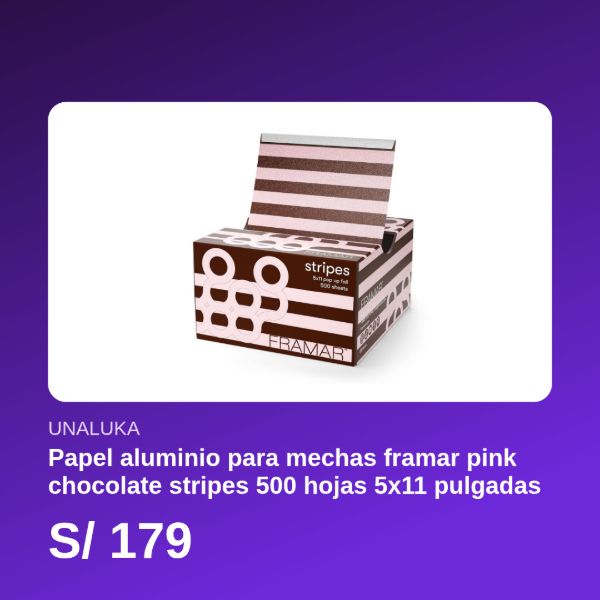 stripes
5x11 pop up foil
500 sheets
FRAMAR
FRAMAR
UNALUKA
Papel aluminio para mechas framar pink
chocolate stripes 500 hojas 5x11 pulgadas
S/ 179